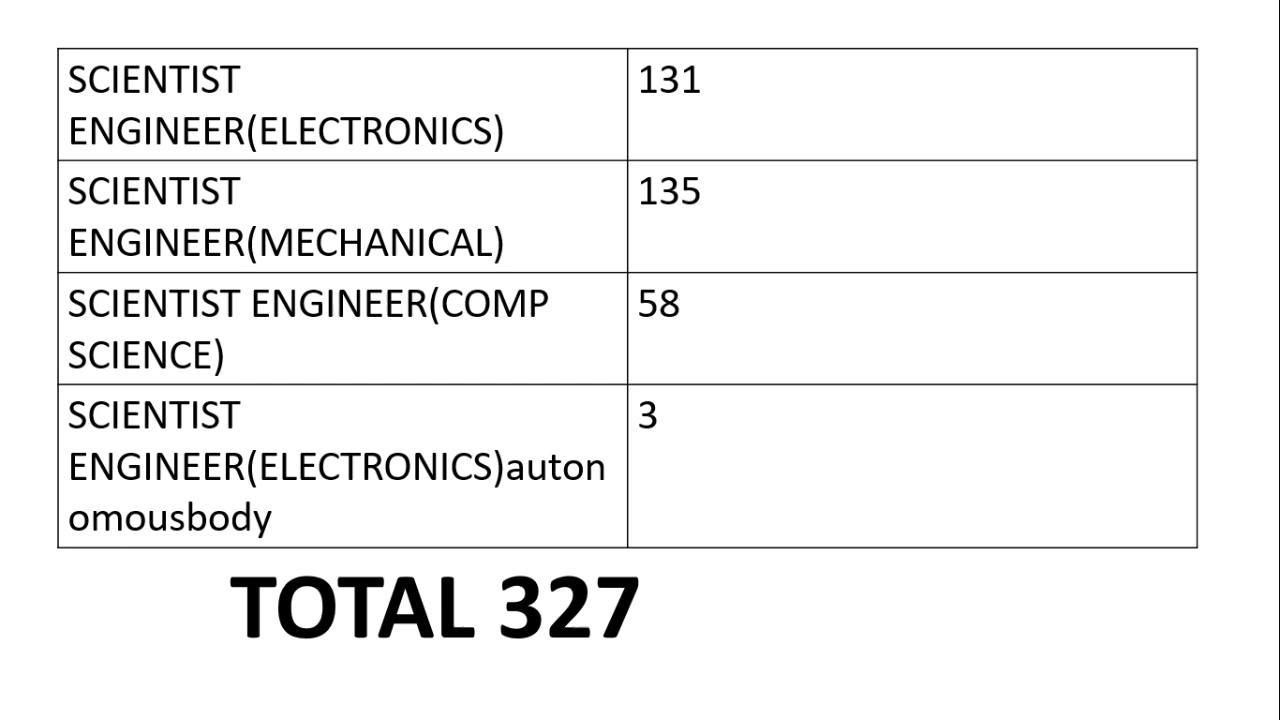 SCIENTIST
131
ENGINEER(ELECTRONICS)
SCIENTIST
135
ENGINEER(MECHANICAL)
SCIENTIST ENGINEER(COMP
58
SCIENCE)
SCIENTIST
3
ENGINEER(ELECTRONICS)auton
omousbody
TOTAL 327